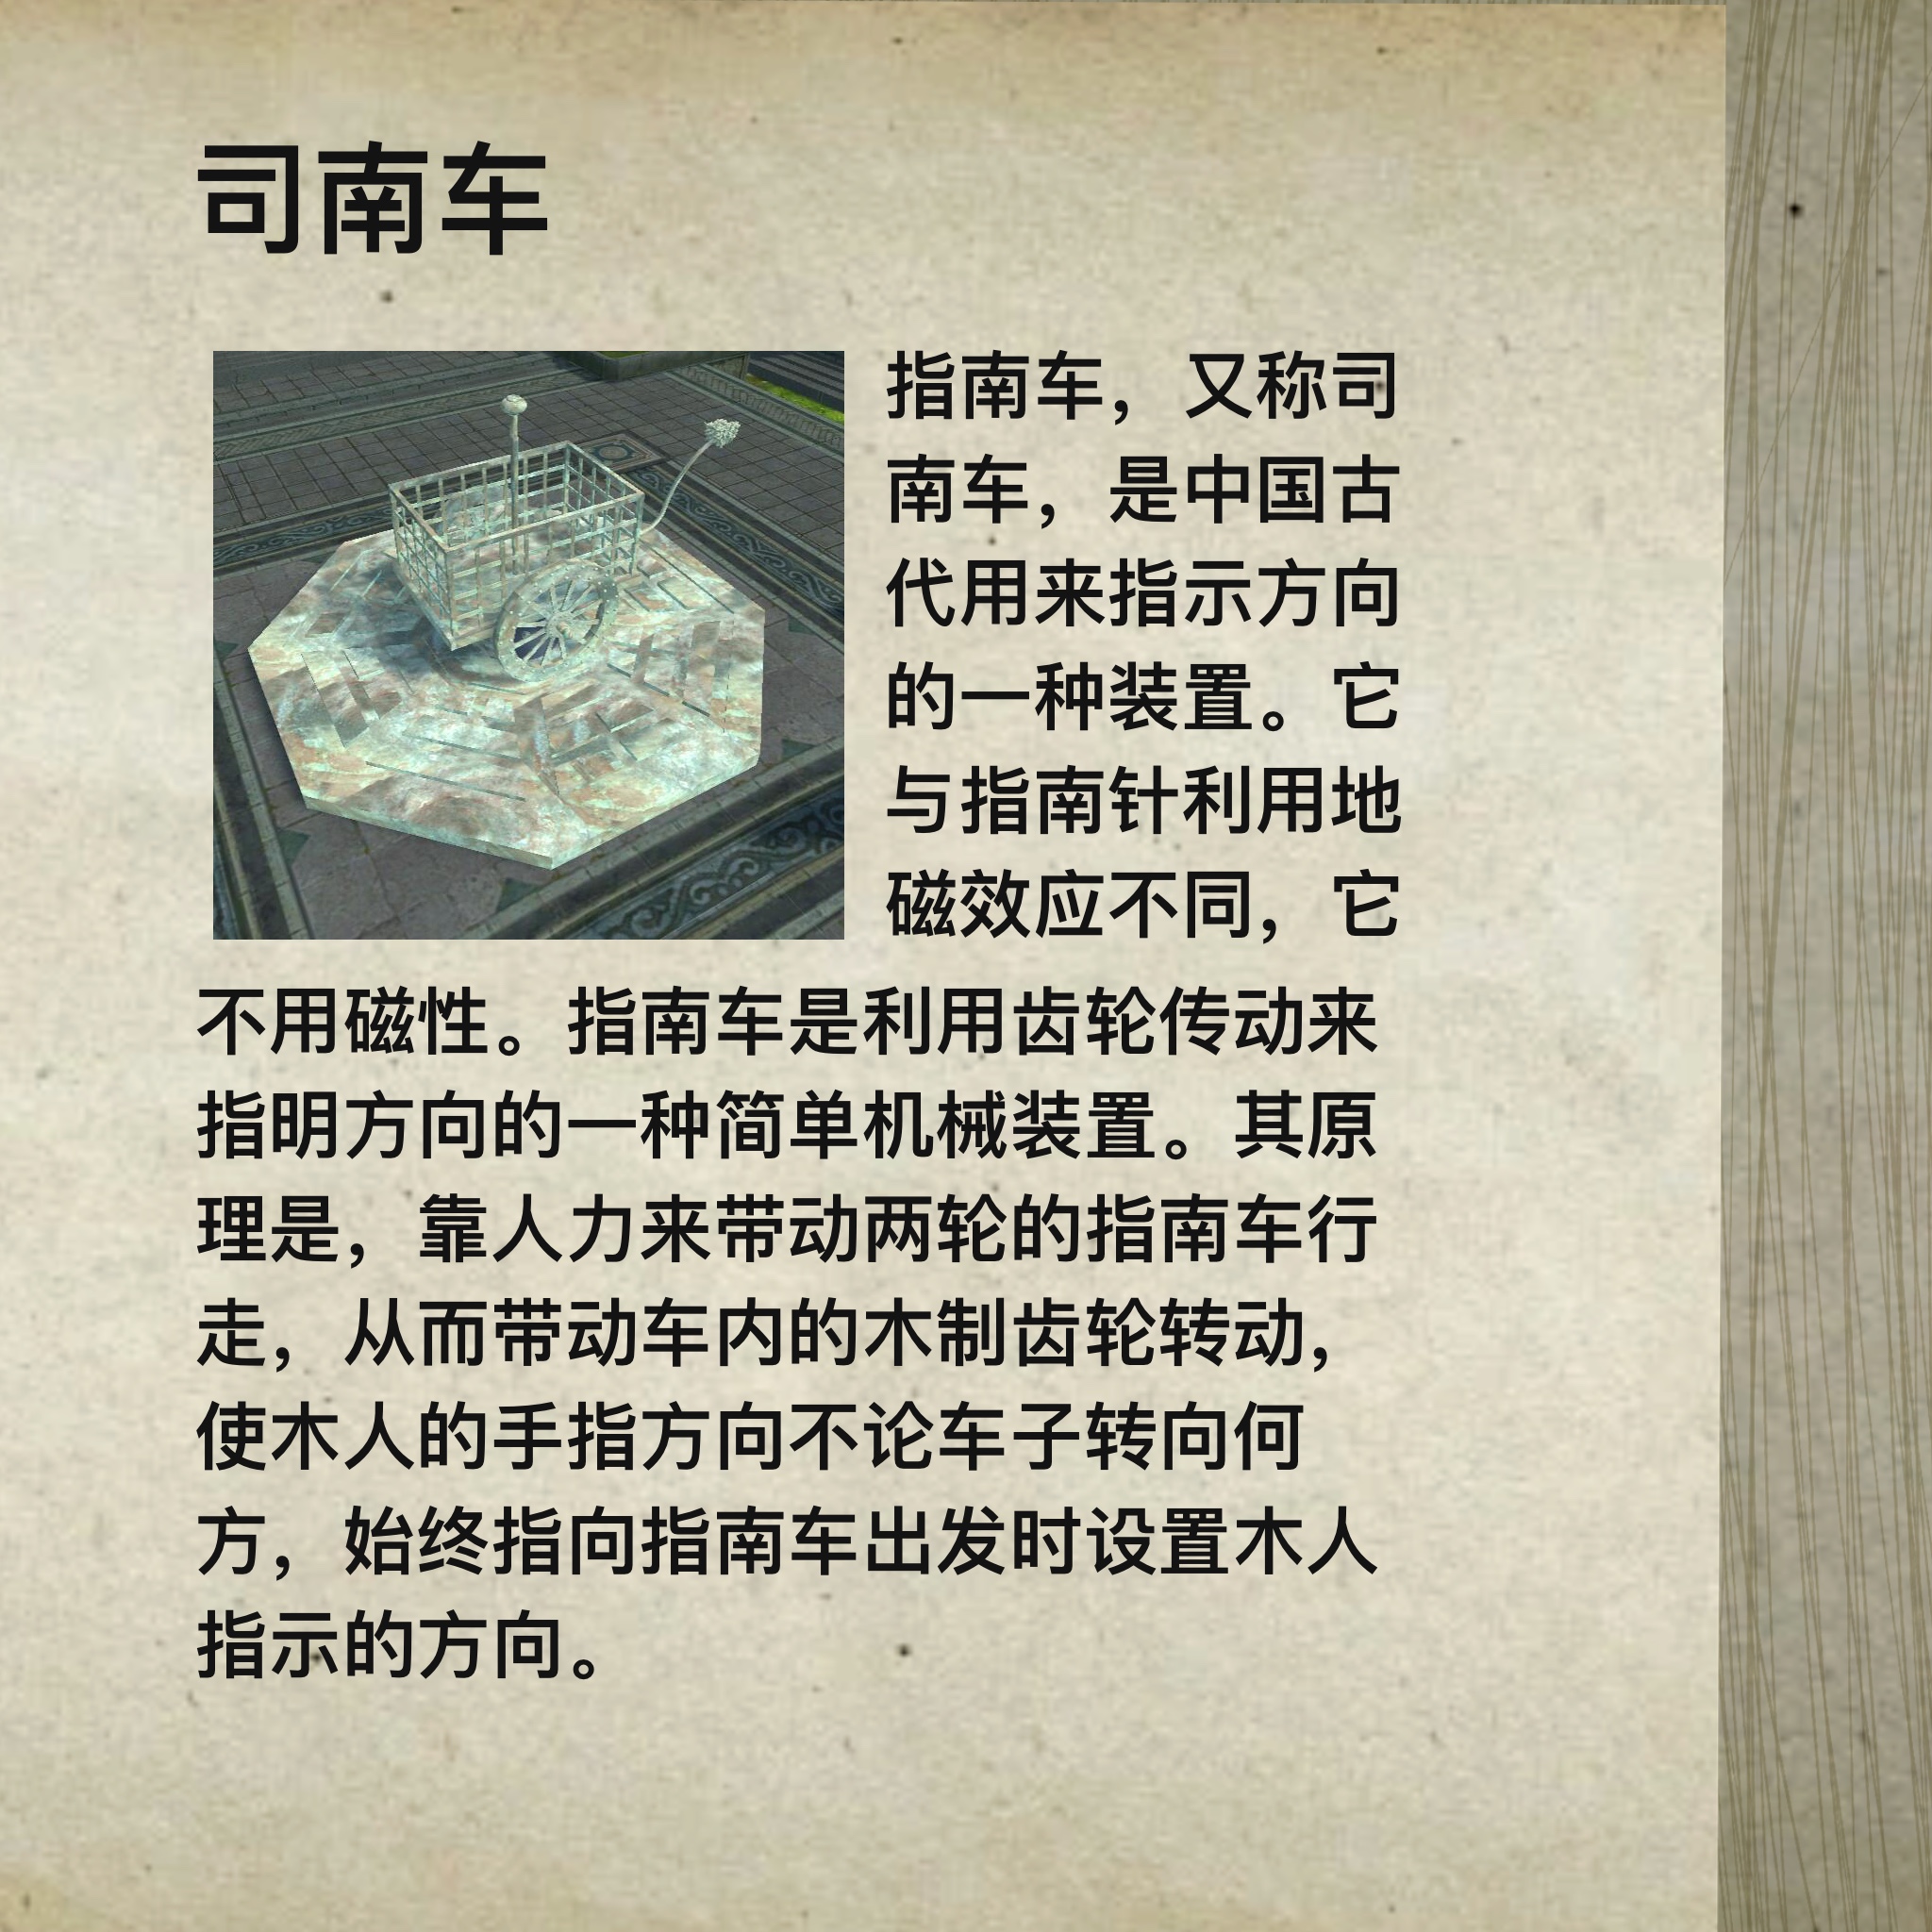 司南车
指南车，又称司
南车，是中国古
代用来指示方向
的一种装置。它
与指南针利用地
磁效应不同，它
不用磁性。指南车是利用齿轮传动来
指明方向的一种简单机械装置。其原
理是，靠人力来带动两轮的指南车行
走，从而带动车内的木制齿轮转动，
使木人的手指方向不论车子转向何
方，始终指向指南车出发时设置木人
指示的方向。